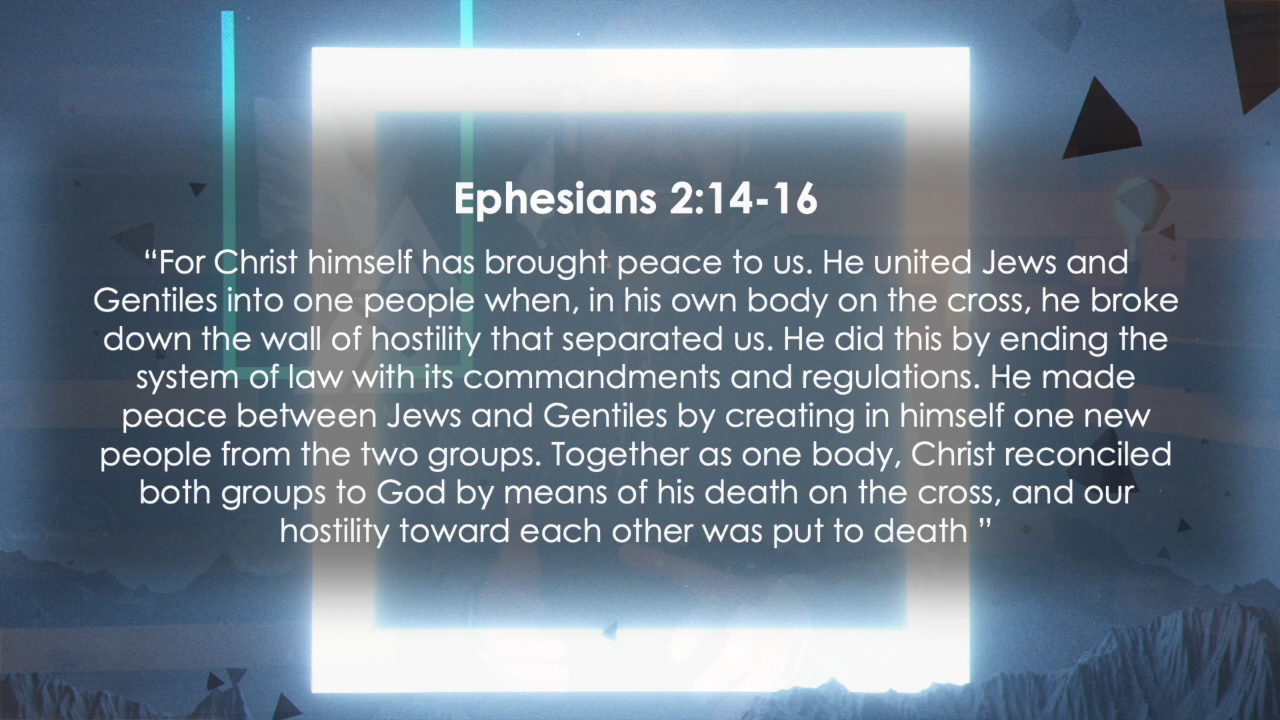 Ephesians 2:14-16
“For Christ himself has brought peace to us. He united Jews and
Gentiles into one people when, in his own body on the cross, he broke
down the wall of hostility that separated us. He did this by ending the
system of law with its commandments and regulations. He made
peace between Jews and Gentiles by creating in himself one new
people from the two groups. Together as one body, Christ reconciled
both groups to God by means of his death on the cross, and our
hostility toward each other was put to death ”